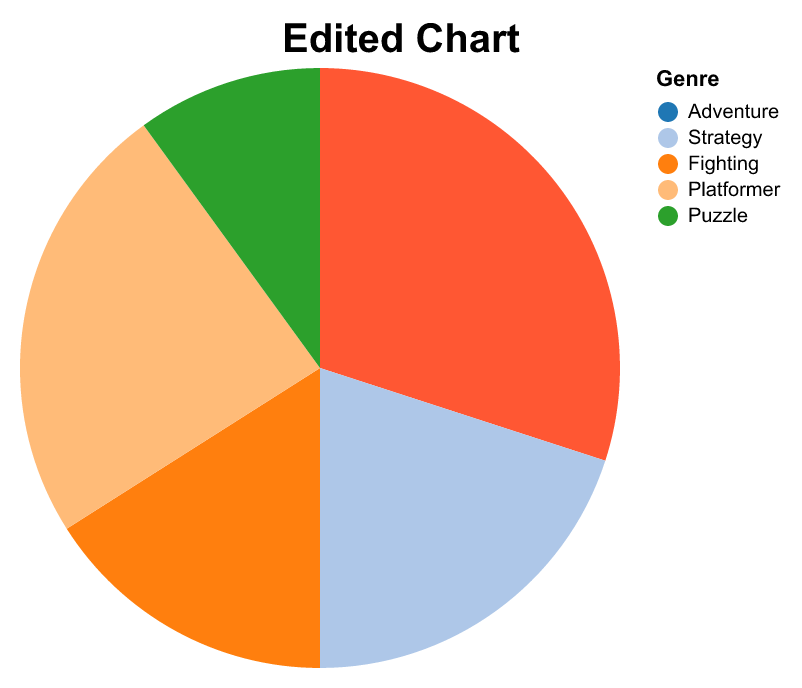 Edited Chart
Genre
Adventure
Strategy
Fighting
Platformer
Puzzle